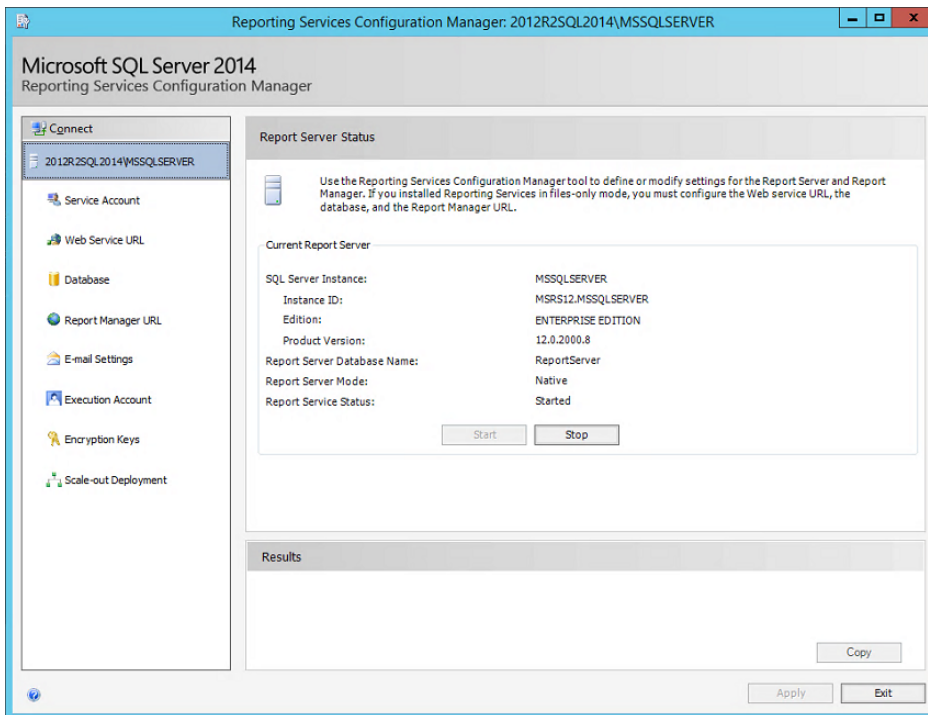 Reporting Services Configuration Manager: 2012R2SQL2014\MSSQLSERVER
Microsoft SQL Server 2014
Reporting Services Configuration Manager
Connect
2012R2SQL2014\MSSQLSERVER
Service Account
Web Service URL
Database
Report Manager URL
E-mail Settings
Execution Account
Encryption Keys
Scale-out Deployment
Report Server Status
Use the Reporting Services Configuration Manager tool to define or modify settings for the Report Server and Report
Manager. If you installed Reporting Services in files-only mode, you must configure the Web service URL, the
database, and the Report Manager URL.
Current Report Server
SQL Server Instance: MSSQLSERVER
Instance ID: MSRS12.MSSQLSERVER
Edition: ENTERPRISE EDITION
Product Version: 12.0.2000.8
Report Server Database Name: ReportServer
Report Server Mode: Native
Report Service Status: Started
Start Stop
Results
Copy
Apply Exit